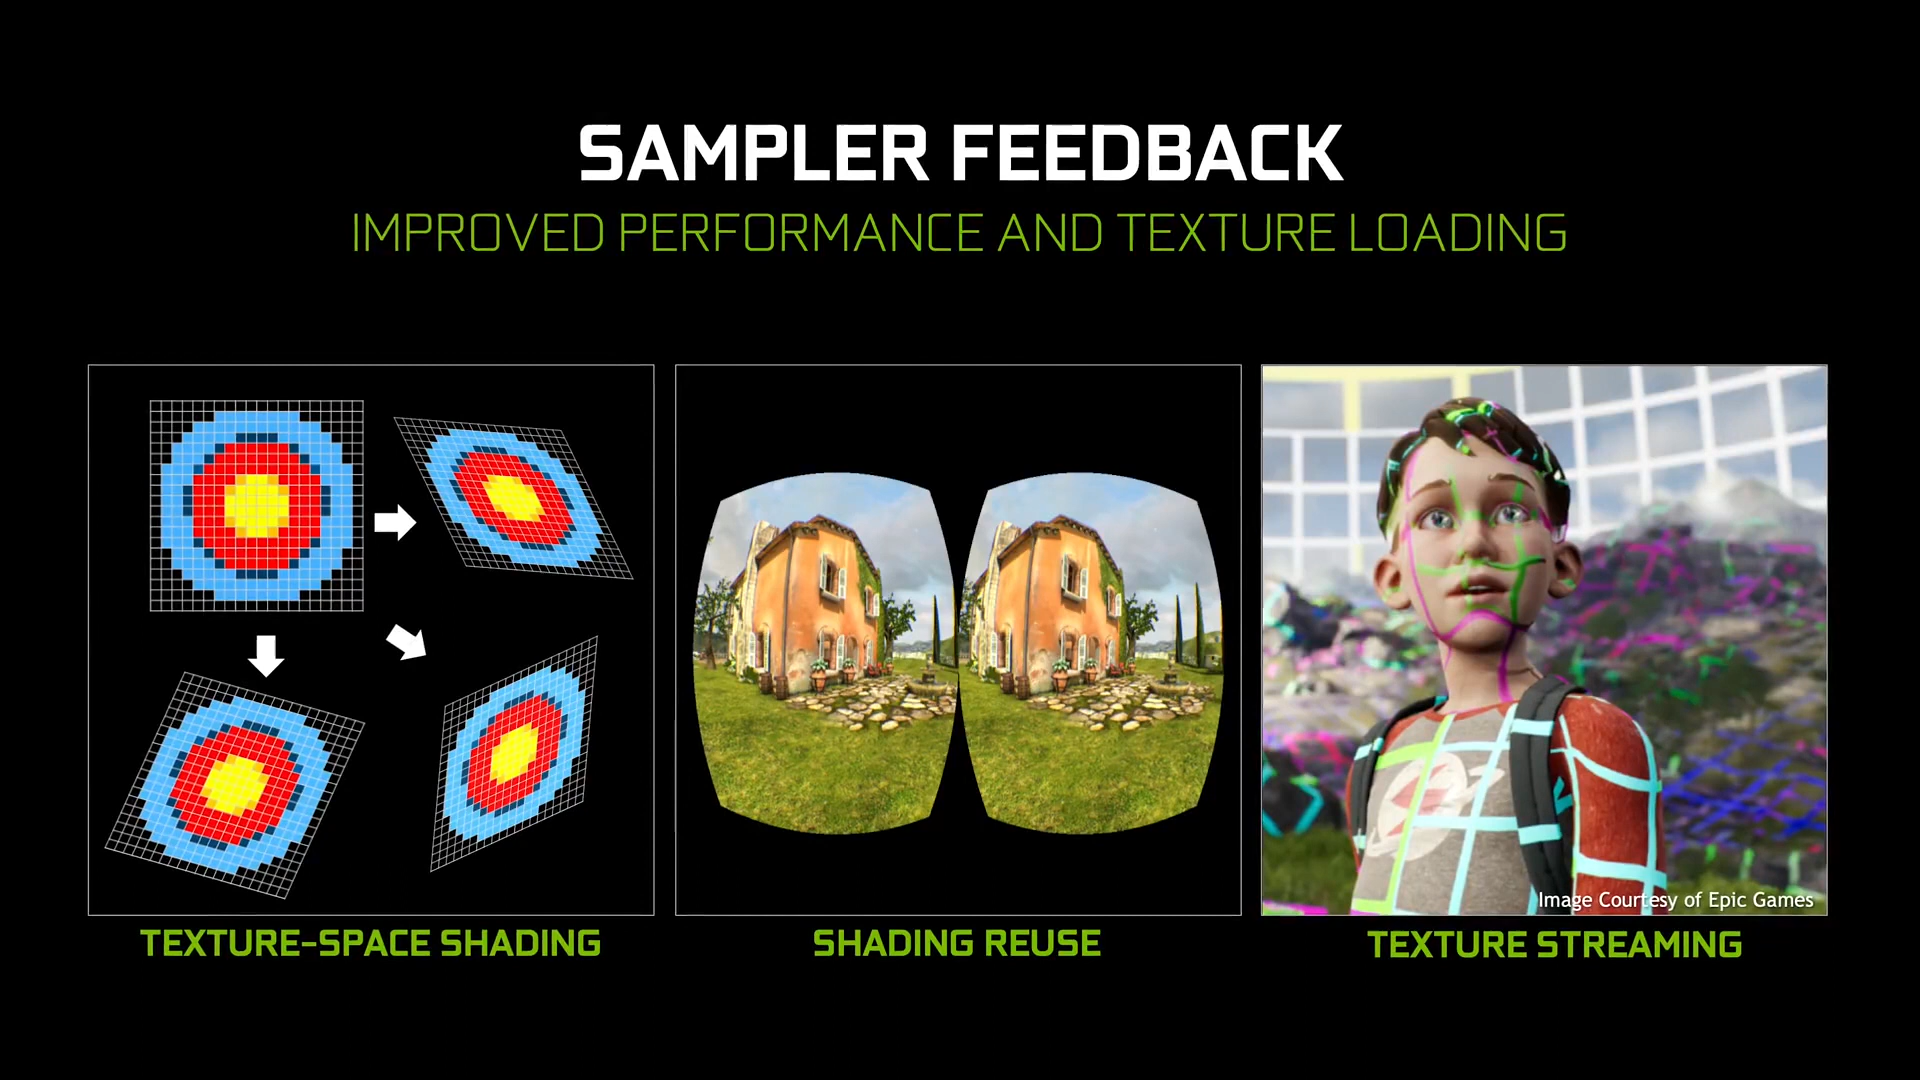 SAMPLER FEEDBACK
IMPROVED PERFORMANCE AND TEXTURE LOADING
Image Courtesy of Epic Games
TEXTURE-SPACE SHADING
SHADING REUSE
TEXTURE STREAMING